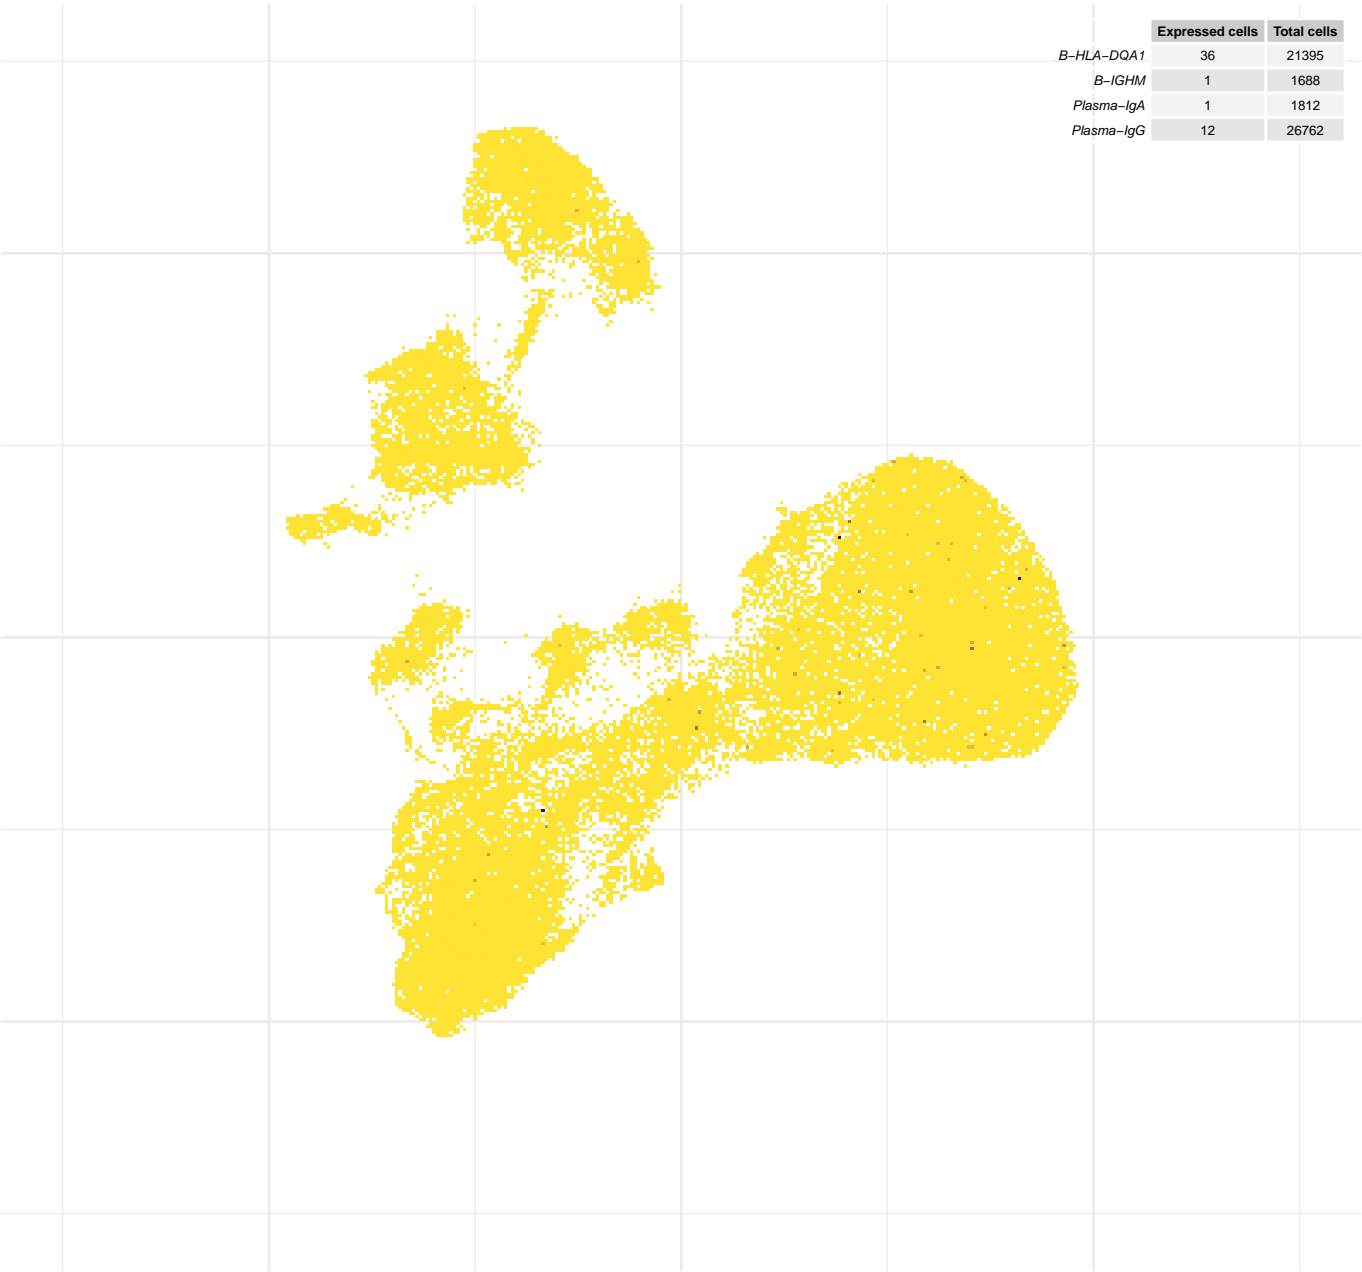 Expressed cells Total cells
B−HLA−DQA1 36 21395
B−IGHM 1 1688
Plasma−IgA 1 1812
Plasma−IgG 12 26762